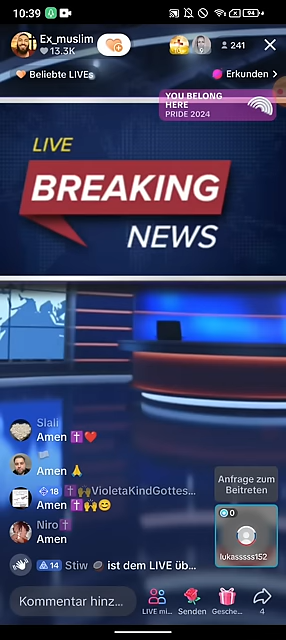 10:39
Ex_muslim
13.3K
241
Beliebte LIVEs
Erkunden
YOU BELONG
HERE
PRIDE 2024
LIVE
BREAKING
NEWS
Slali
Amen ✝️❤️
Amen 🙏
18 ✝️🙌VioletaKindGottes...
Amen ✝️🙌😊
Niro✝️
Amen
14 Stiw ist dem LIVE üb...
Anfrage zum
Beitreten
0
lukasssss152
Kommentar hinz...
LIVE mi... Senden Gesche... 4